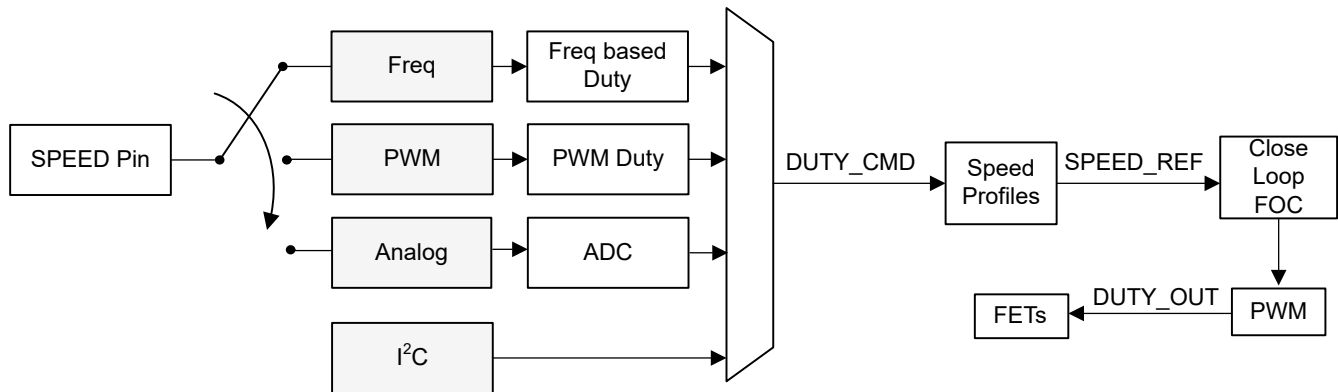 Freq
Freq based
Duty
SPEED Pin
PWM
PWM Duty
DUTY_CMD
Speed
Profiles
SPEED_REF
Close
Loop
FOC
Analog
ADC
FETs
DUTY_OUT
PWM
I²C